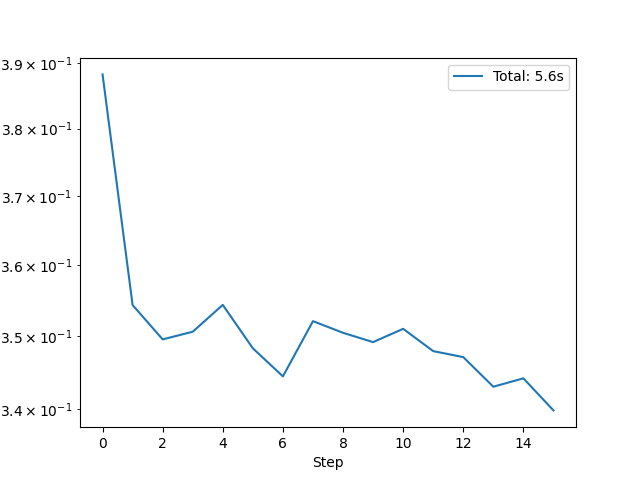 3.9 × 10⁻¹
3.8 × 10⁻¹
3.7 × 10⁻¹
3.6 × 10⁻¹
3.5 × 10⁻¹
3.4 × 10⁻¹
Total: 5.6s
0 2 4 6 8 10 12 14
Step